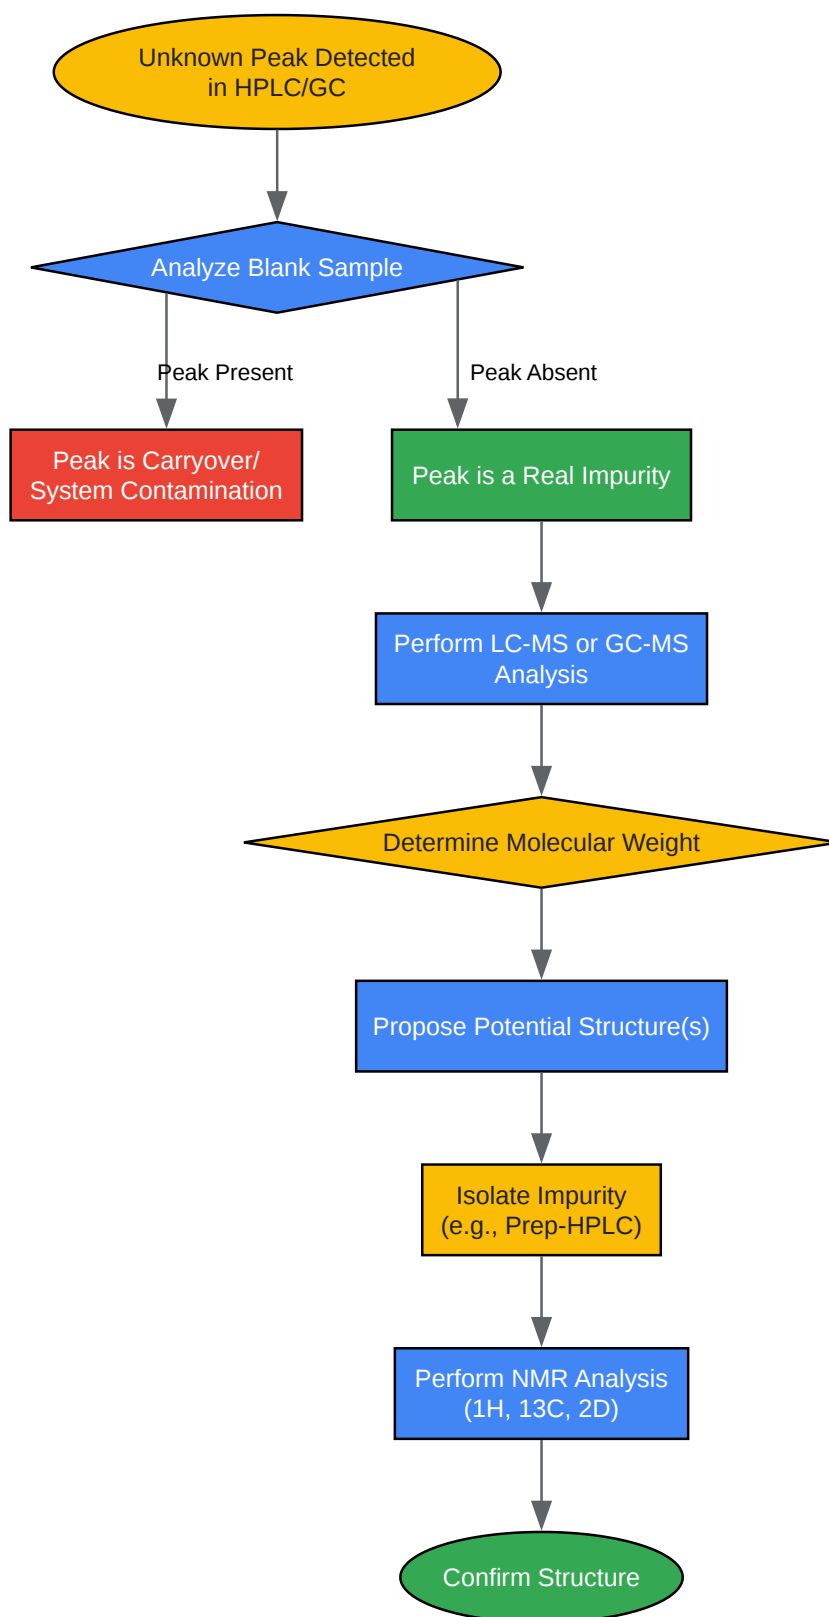 Unknown Peak Detected
in HPLC/GC
Analyze Blank Sample
Peak Present
Peak Absent
Peak is Carryover/
System Contamination
Peak is a Real Impurity
Perform LC-MS or GC-MS
Analysis
Determine Molecular Weight
Propose Potential Structure(s)
Isolate Impurity
(e.g., Prep-HPLC)
Perform NMR Analysis
(1H, 13C, 2D)
Confirm Structure